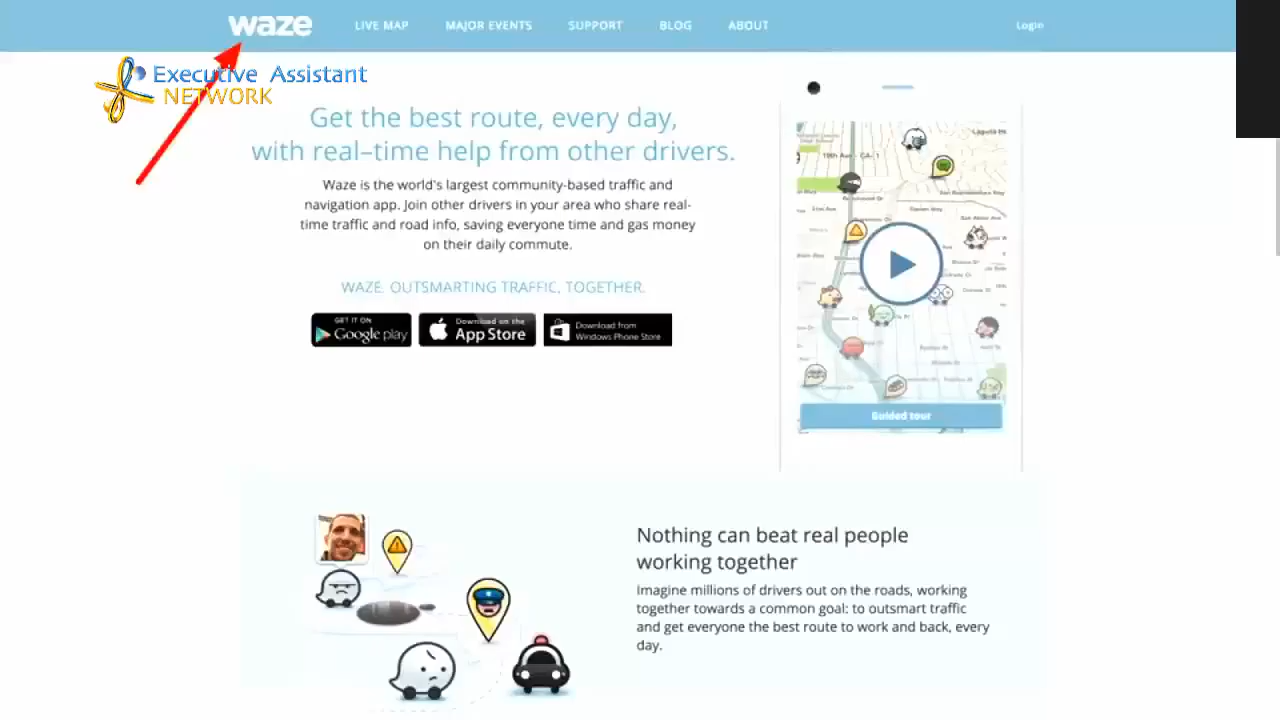 waze
LIVE MAP
MAJOR EVENTS
SUPPORT
BLOG
ABOUT
Login
Executive Assistant
NETWORK
Get the best route, every day,
with real-time help from other drivers.
Waze is the world's largest community-based traffic and
navigation app. Join other drivers in your area who share real-
time traffic and road info, saving everyone time and gas money
on their daily commute.
WAZE. OUTSMARTING TRAFFIC, TOGETHER.
GET IT ON
Google play
Download on the
App Store
Download from
Windows Phone Store
19th Ave - CA- 1
Guided tour
Nothing can beat real people
working together
Imagine millions of drivers out on the roads, working
together towards a common goal: to outsmart traffic
and get everyone the best route to work and back, every
day.